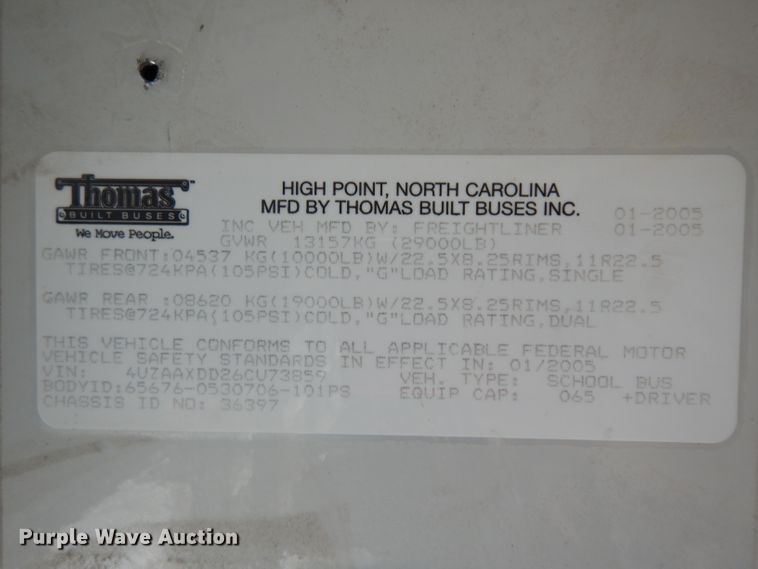 Thomas™
BUILT BUSES
We Move People.
HIGH POINT, NORTH CAROLINA
MFD BY THOMAS BUILT BUSES INC. 01-2005
INC VEH MFD BY: FREIGHTLINER 01-2005
GVWR 13157KG (29000LB)
GAWR FRONT:04537 KG(10000LB)W/22.5X8.25RIMS,11R22.5
TIRES@724KPA(105PSI)COLD,"G"LOAD RATING,SINGLE
GAWR REAR :08620 KG(19000LB)W/22.5X8.25RIMS,11R22.5
TIRES@724KPA(105PSI)COLD,"G"LOAD RATING,DUAL
THIS VEHICLE CONFORMS TO ALL APPLICABLE FEDERAL MOTOR
VEHICLE SAFETY STANDARDS IN EFFECT IN: 01/2005
VIN: 4UZAAXDD26CU73859 VEH. TYPE: SCHOOL BUS
BODYID:65676-0530706-101PS EQUIP CAP: 065 +DRIVER
CHASSIS ID NO: 36397
Purple Wave Auction